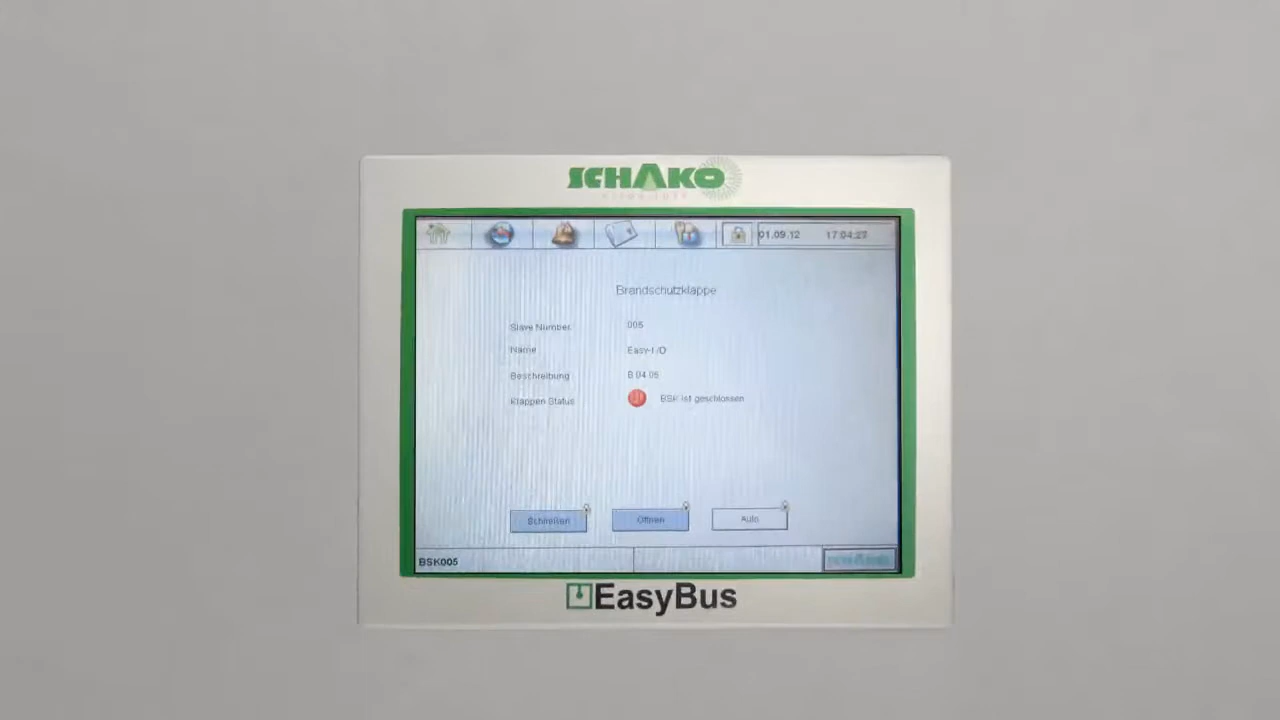 SCHAKO
01.09.12 17:04:27
Brandschutzklappe
Slave Number 005
Name Easy-I/O
Beschreibung B 04 05
Klappen Status BSK ist geschlossen
Schließen Öffnen Auto
BSK005
EasyBus